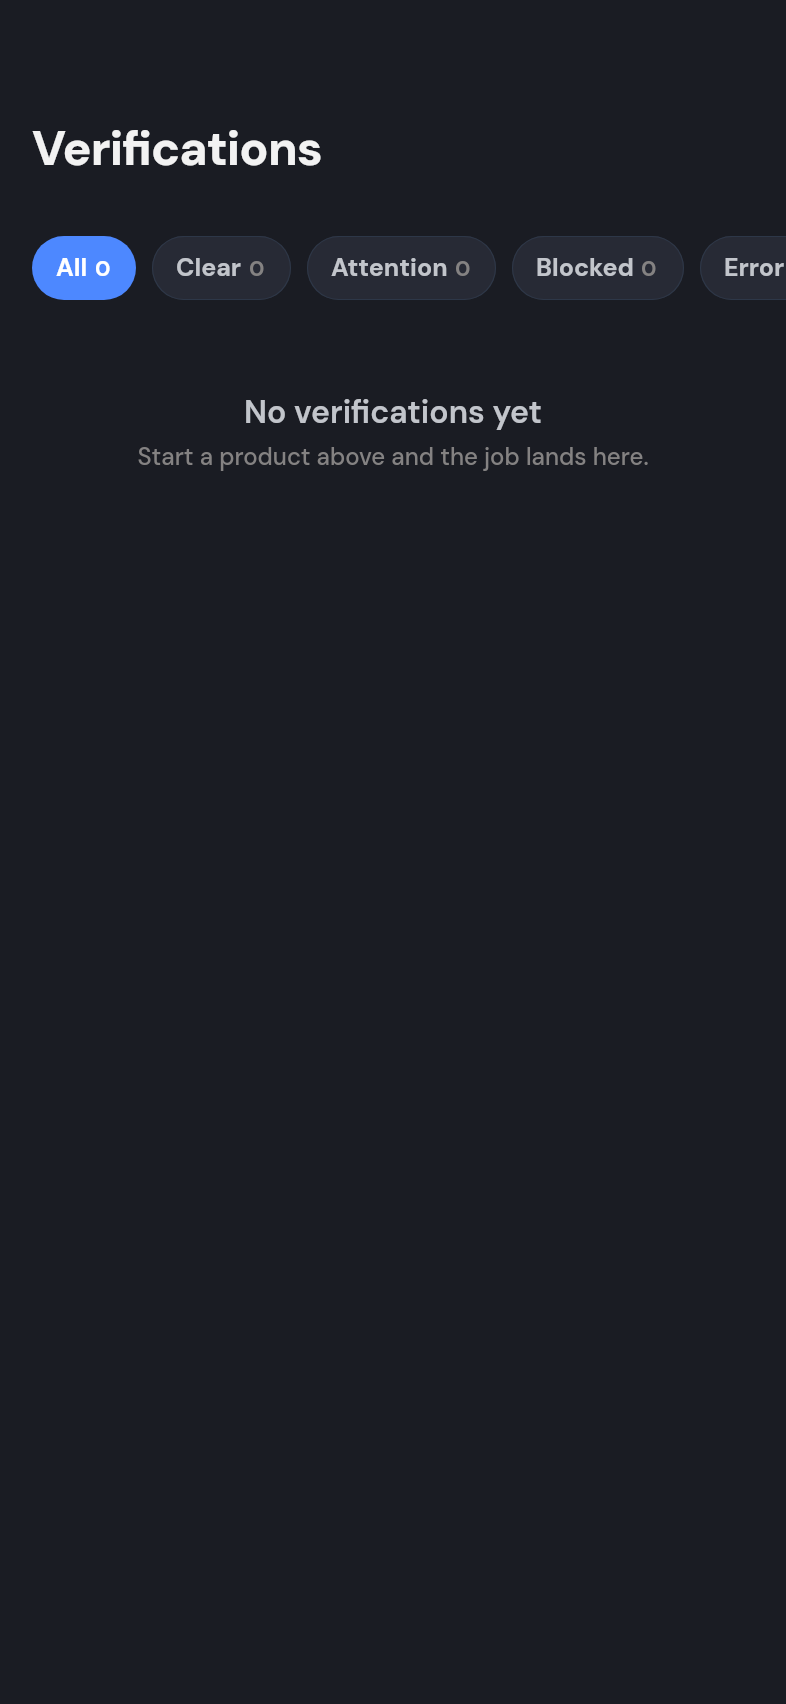 Verifications
All 0 Clear 0 Attention 0 Blocked 0 Error
No verifications yet
Start a product above and the job lands here.